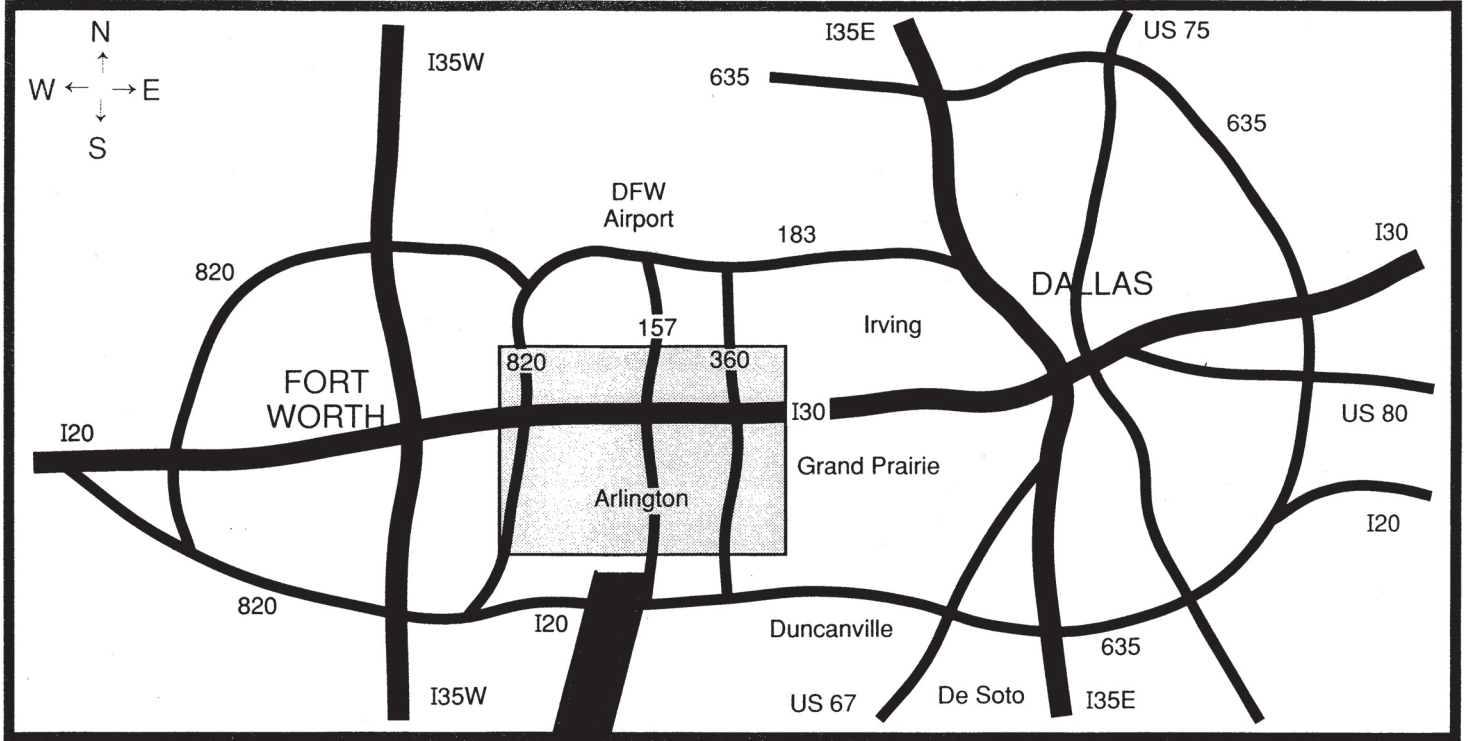 N
W E
S
I35W
I35E
US 75
635
635
DFW
Airport
183
I30
820
DALLAS
157
Irving
820
360
FORT
WORTH
I30
US 80
I20
Grand Prairie
Arlington
I20
820
I20
Duncanville
635
I35W
US 67
De Soto
I35E